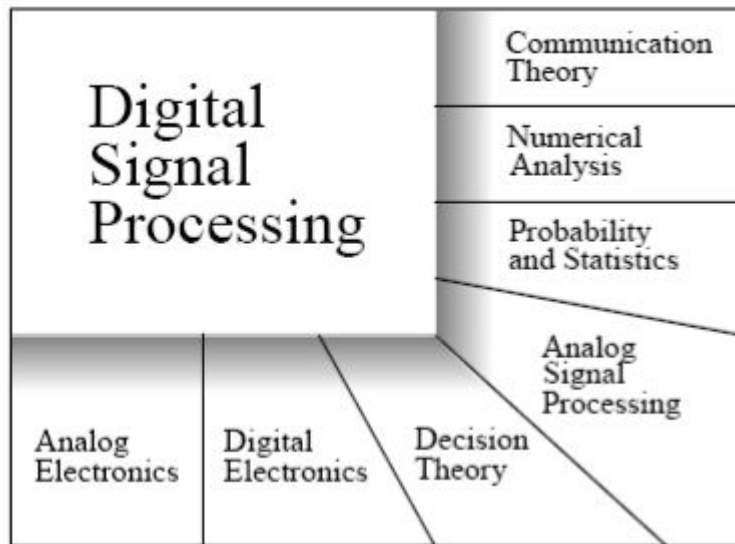 Digital
Signal
Processing
Communication
Theory
Numerical
Analysis
Probability
and Statistics
Analog
Signal
Processing
Decision
Theory
Digital
Electronics
Analog
Electronics